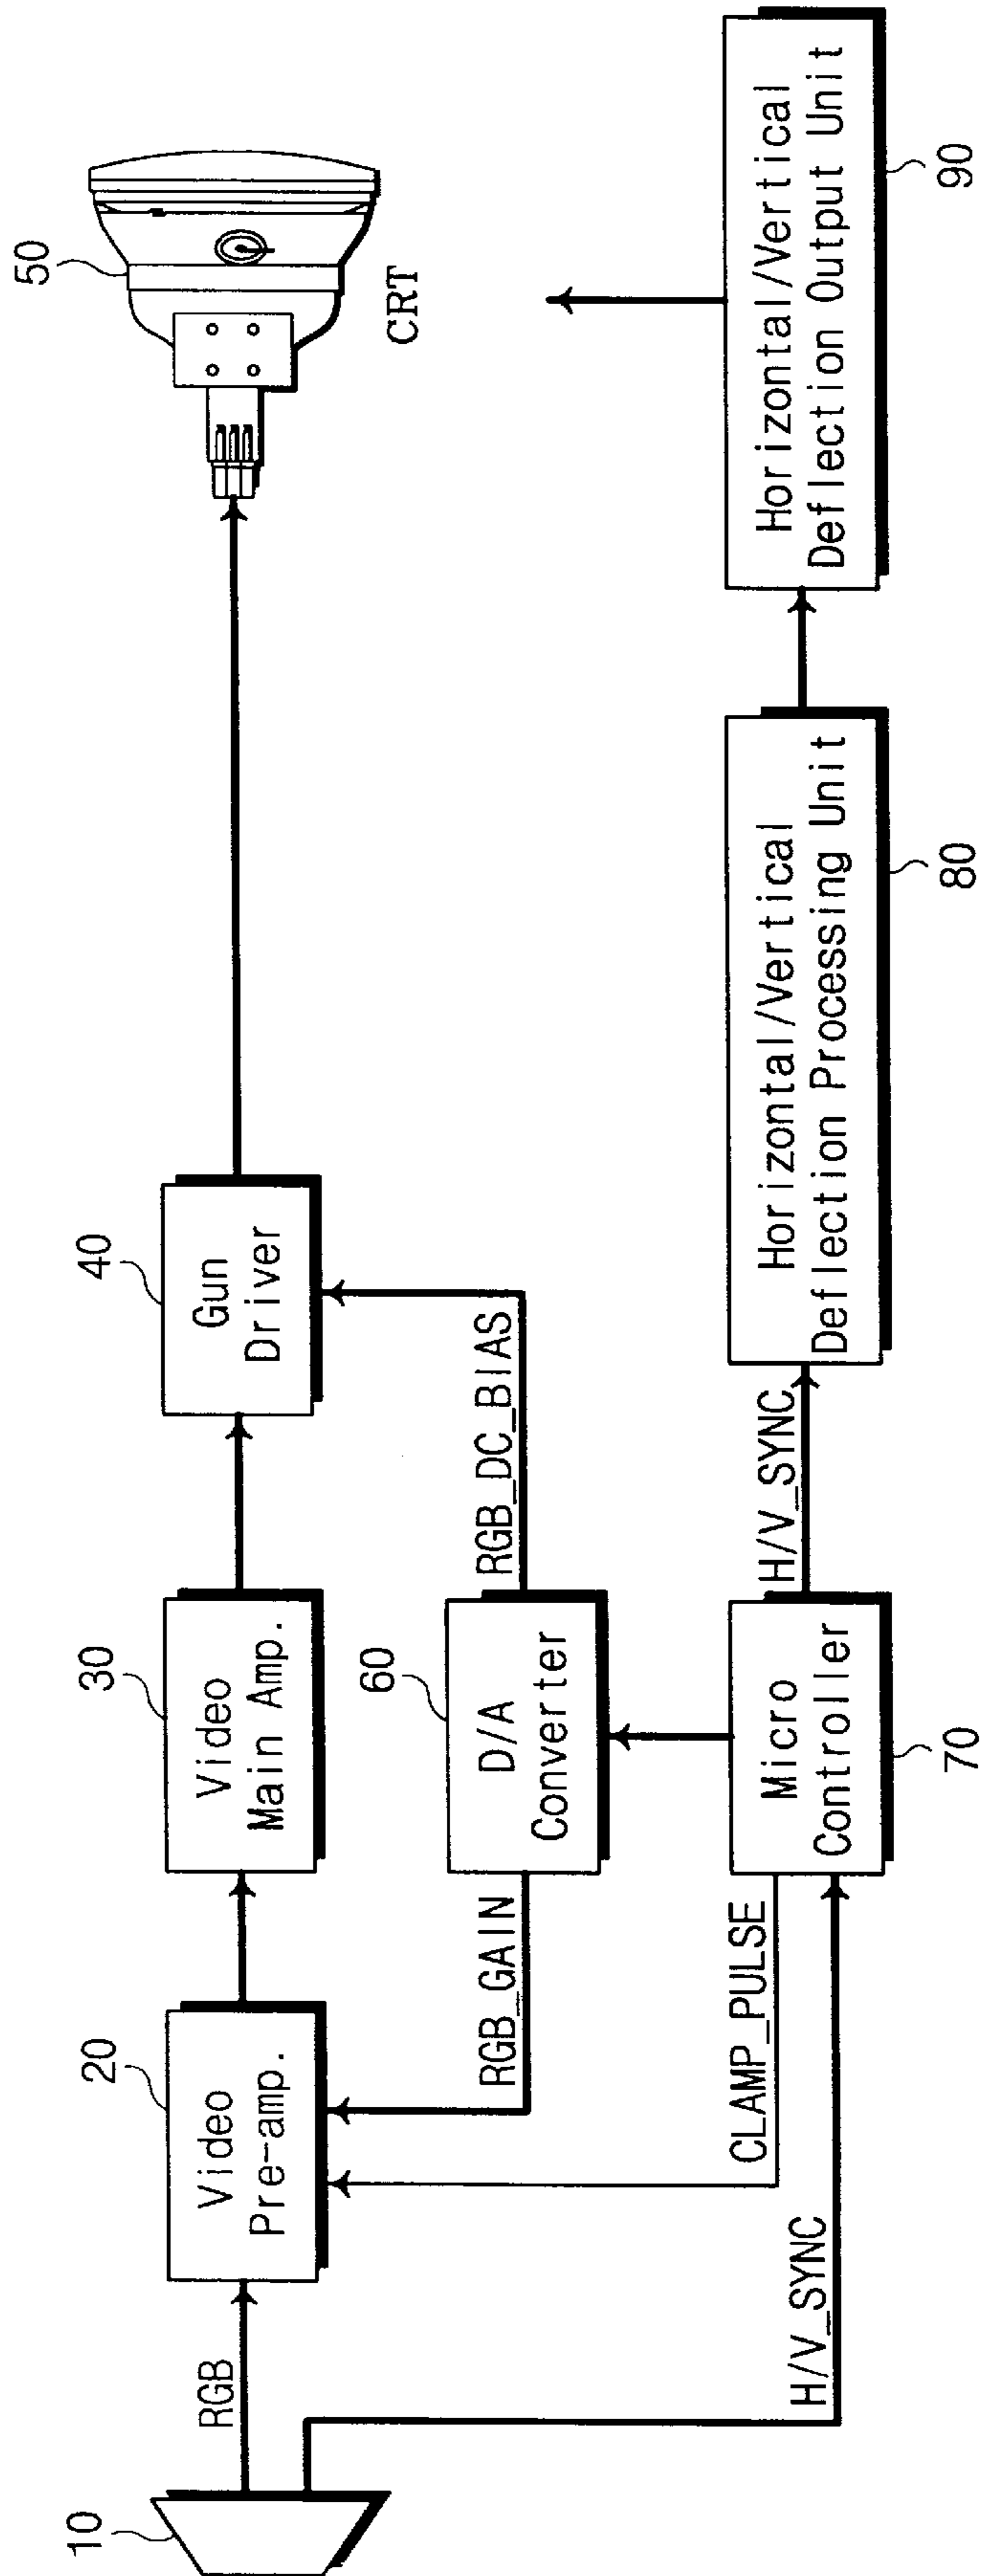 10
RGB
20
Video
Pre-amp.
30
Video
Main Amp.
40
Gun
Driver
50
CRT
RGB_GAIN
60
D/A
Converter
RGB_DC_BIAS
CLAMP_PULSE
H/V_SYNC
Micro
Controller
70
H/V_SYNC
Horizontal/Vertical
Deflection Processing Unit
80
Horizontal/Vertical
Deflection Output Unit
90